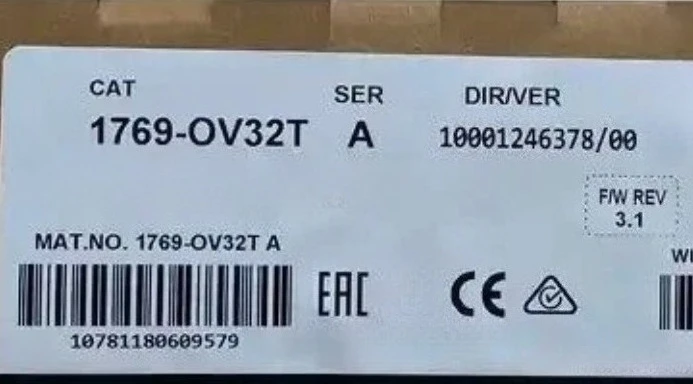 CAT SER DIR/VER
1769-OV32T A 10001246378/00
F/W REV
3.1
MAT.NO. 1769-OV32T A
10781180609579
EAC CE